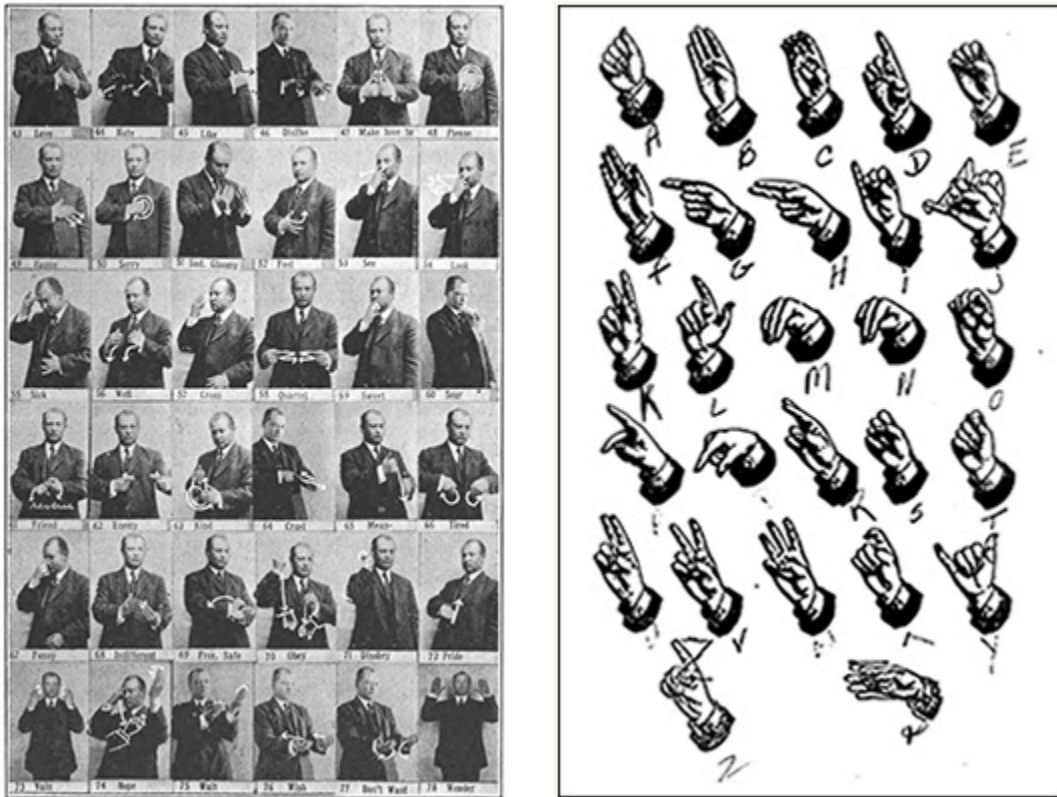 43 Love 44 Hate 45 Like 46 Dislike 47 Make love to 48 Please
49 50 Sorry 51 Sad, Gloomy 52 Feel 53 See 54 Look
55 Sick 56 Well 57 Cross 58 Quarrel 59 Sweet 60 Sour
61 Friend 62 Enemy 63 Kind 64 Cruel 65 Mean 66 Tired
67 Funny 68 Indifferent 69 Free, Safe 70 Obey 71 Disobey 72 Pride
73 74 Hope 75 Wait 76 Wish 77 Don't Want 78 Wonder
A B C D E
G H i J
K L M N O
R S T
V Y
Z &